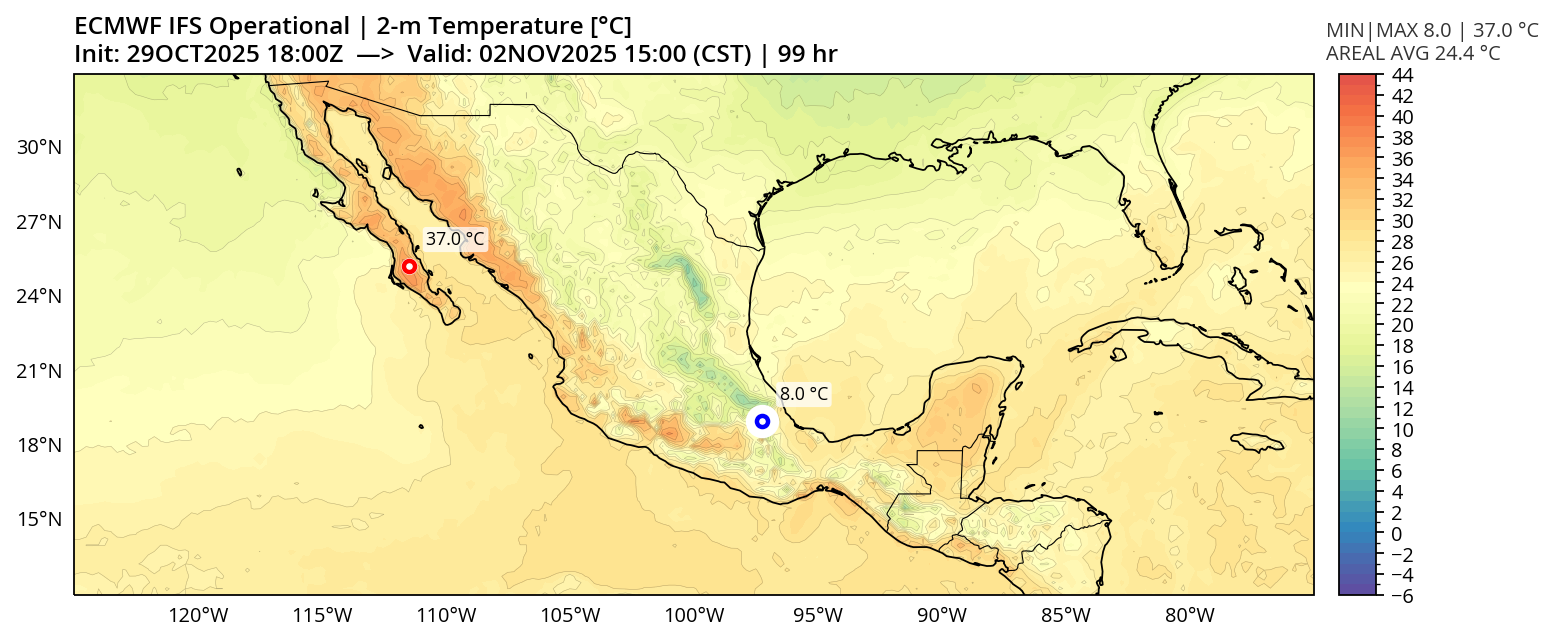 ECMWF IFS Operational | 2-m Temperature [°C]
Init: 29OCT2025 18:00Z —> Valid: 02NOV2025 15:00 (CST) | 99 hr
MIN|MAX 8.0 | 37.0 °C
AREAL AVG 24.4 °C
30°N
27°N
24°N
21°N
18°N
15°N
37.0 °C
8.0 °C
120°W
115°W
110°W
105°W
100°W
95°W
90°W
85°W
80°W
44
42
40
38
36
34
32
30
28
26
24
22
20
18
16
14
12
10
8
6
4
2
0
−2
−4
−6